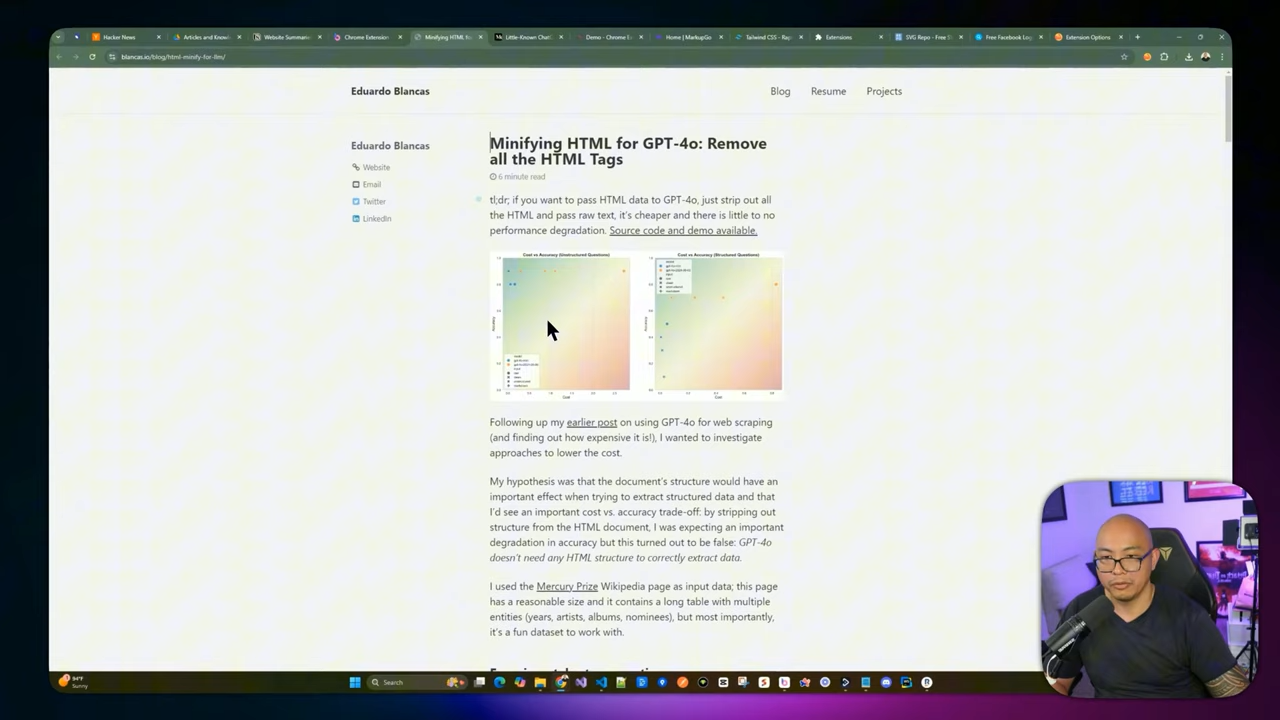 Hacker News
Articles and Know
Website Summari
Chrome Extension
Minifying HTML fo
Little-Known Chat
Demo - Chrome E
Home | MarkupGo
Tailwind CSS - Rap
Extensions
SVG Repo - Free S
Free Facebook Log
Extension Options
blancas.io/blog/html-minify-for-llm/
Eduardo Blancas
Blog
Resume
Projects
Eduardo Blancas
Website
Email
Twitter
LinkedIn
Minifying HTML for GPT-4o: Remove
all the HTML Tags
6 minute read
tl;dr; if you want to pass HTML data to GPT-4o, just strip out all
the HTML and pass raw text, it's cheaper and there is little to no
performance degradation. Source code and demo available.
Cost vs Accuracy (Unstructured Questions)
Accuracy
Cost
Cost vs Accuracy (Structured Questions)
Accuracy
Cost
Following up my earlier post on using GPT-4o for web scraping
(and finding out how expensive it is!), I wanted to investigate
approaches to lower the cost.
My hypothesis was that the document's structure would have an
important effect when trying to extract structured data and that
I'd see an important cost vs. accuracy trade-off: by stripping out
structure from the HTML document, I was expecting an important
degradation in accuracy but this turned out to be false: GPT-4o
doesn't need any HTML structure to correctly extract data.
I used the Mercury Prize Wikipedia page as input data; this page
has a reasonable size and it contains a long table with multiple
entities (years, artists, albums, nominees), but most importantly,
it's a fun dataset to work with.
94°F
Sunny
Search